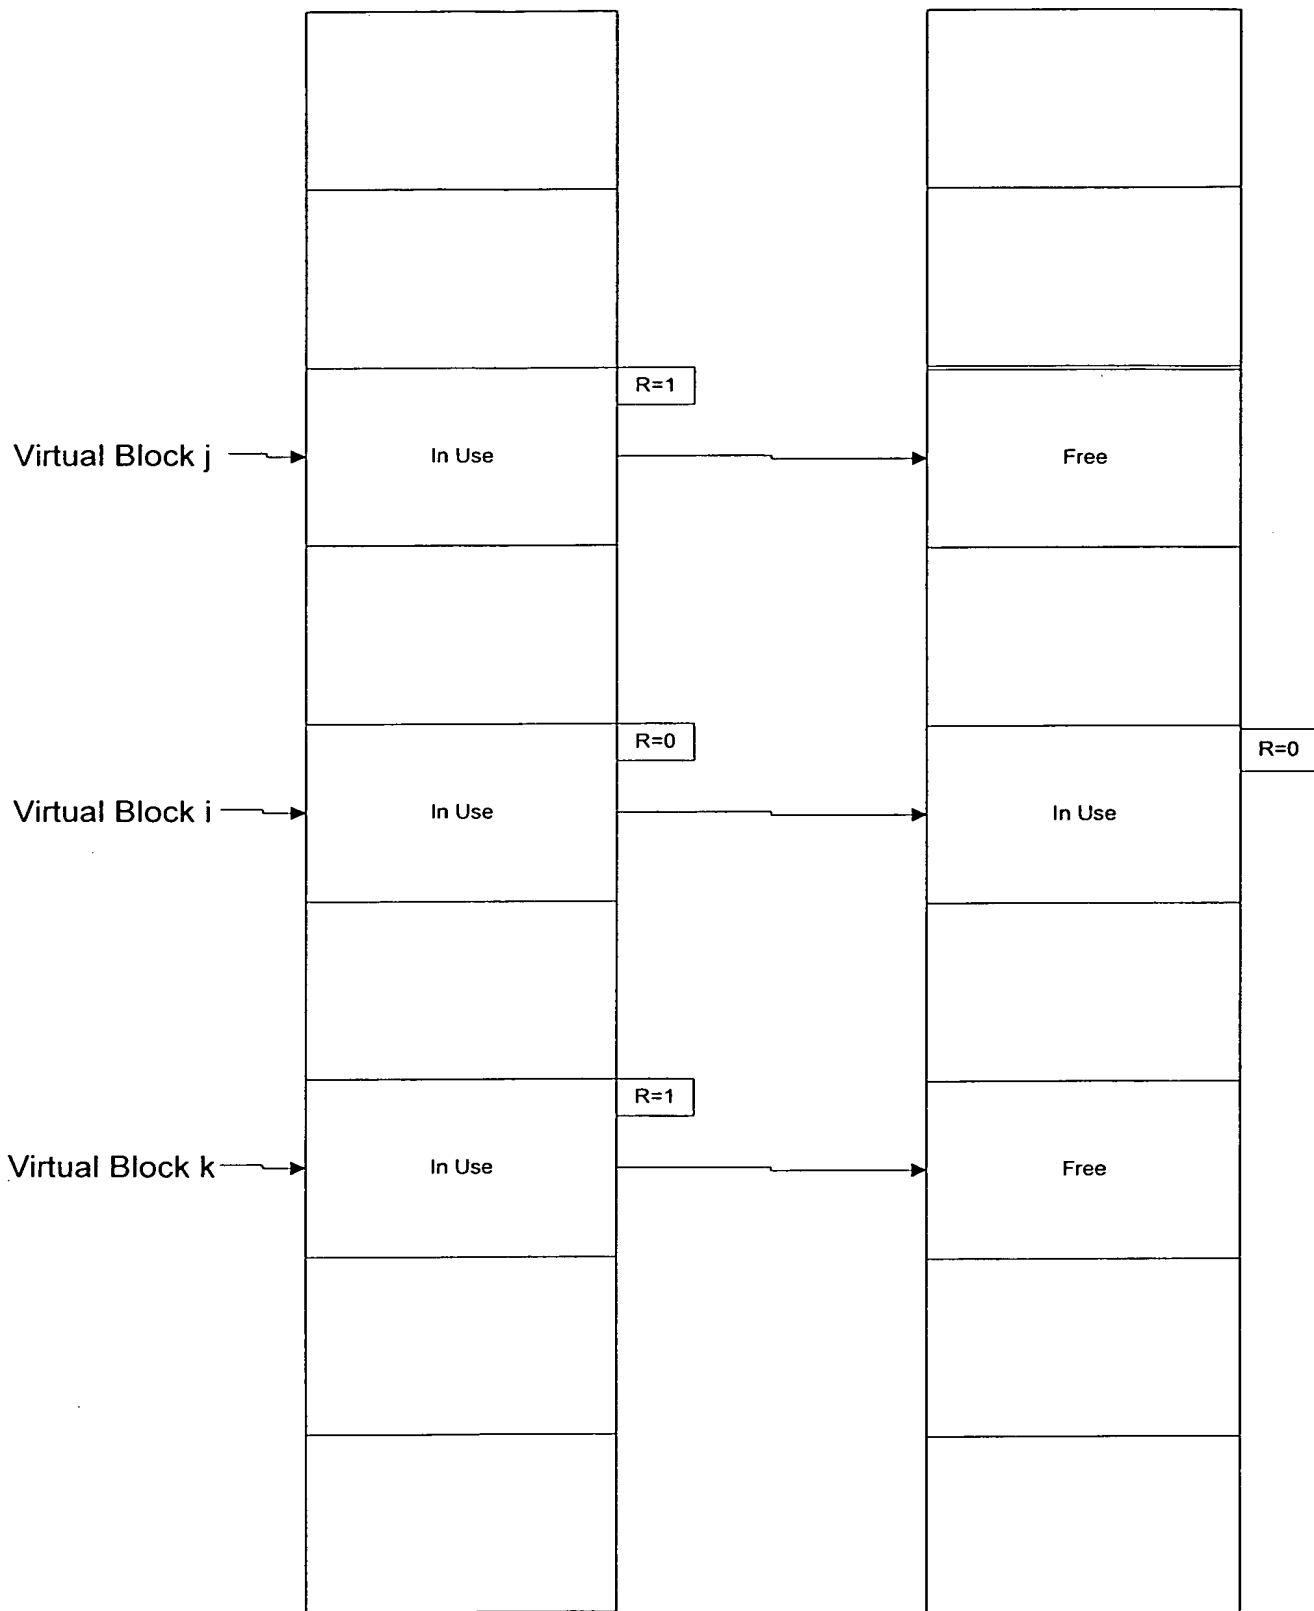 R=1
Virtual Block j
In Use
Free
R=0
R=0
Virtual Block i
In Use
In Use
R=1
Virtual Block k
In Use
Free